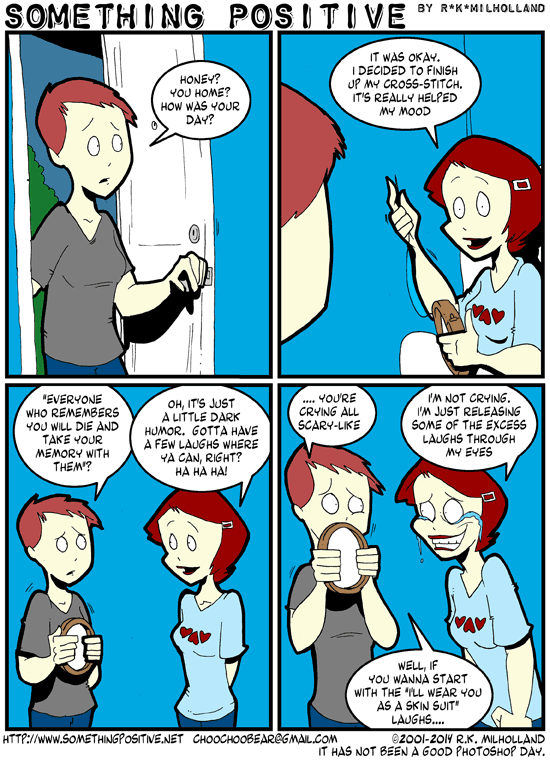 SOMETHING POSITIVE BY R*K*MILHOLLAND
HONEY?
YOU HOME?
HOW WAS YOUR
DAY?
IT WAS OKAY.
I DECIDED TO FINISH
UP MY CROSS-STITCH.
IT'S REALLY HELPED
MY MOOD
"EVERYONE
WHO REMEMBERS
YOU WILL DIE AND
TAKE YOUR
MEMORY WITH
THEM"?
OH, IT'S JUST
A LITTLE DARK
HUMOR. GOTTA HAVE
A FEW LAUGHS WHERE
YA CAN, RIGHT?
HA HA HA!
.... YOU'RE
CRYING ALL
SCARY-LIKE
I'M NOT CRYING.
I'M JUST RELEASING
SOME OF THE EXCESS
LAUGHS THROUGH
MY EYES
WELL, IF
YOU WANNA START
WITH THE "I'LL WEAR YOU
AS A SKIN SUIT"
LAUGHS....
HTTP://WWW.SOMETHINGPOSITIVE.NET CHOOCHOOBEAR@GMAIL.COM ©2001-2014 R.K. MILHOLLAND
IT HAS NOT BEEN A GOOD PHOTOSHOP DAY.